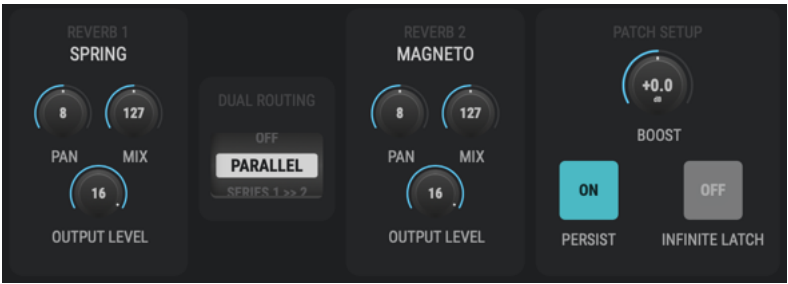 REVERB 1
SPRING
8
127
PAN
MIX
16
OUTPUT LEVEL
DUAL ROUTING
OFF
PARALLEL
SERIES 1 >> 2
REVERB 2
MAGNETO
8
127
PAN
MIX
16
OUTPUT LEVEL
PATCH SETUP
+0.0
dB
BOOST
ON
PERSIST
OFF
INFINITE LATCH